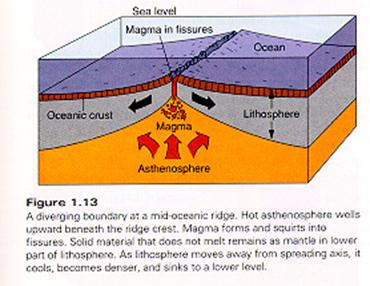 Sea level
Magma in fissures
Ocean
Oceanic crust
Lithosphere
Magma
Asthenosphere
Figure 1.13
A diverging boundary at a mid-oceanic ridge. Hot asthenosphere wells
upward beneath the ridge crest. Magma forms and squirts into
fissures. Solid material that does not melt remains as mantle in lower
part of lithosphere. As lithosphere moves away from spreading axis, it
cools, becomes denser, and sinks to a lower level.